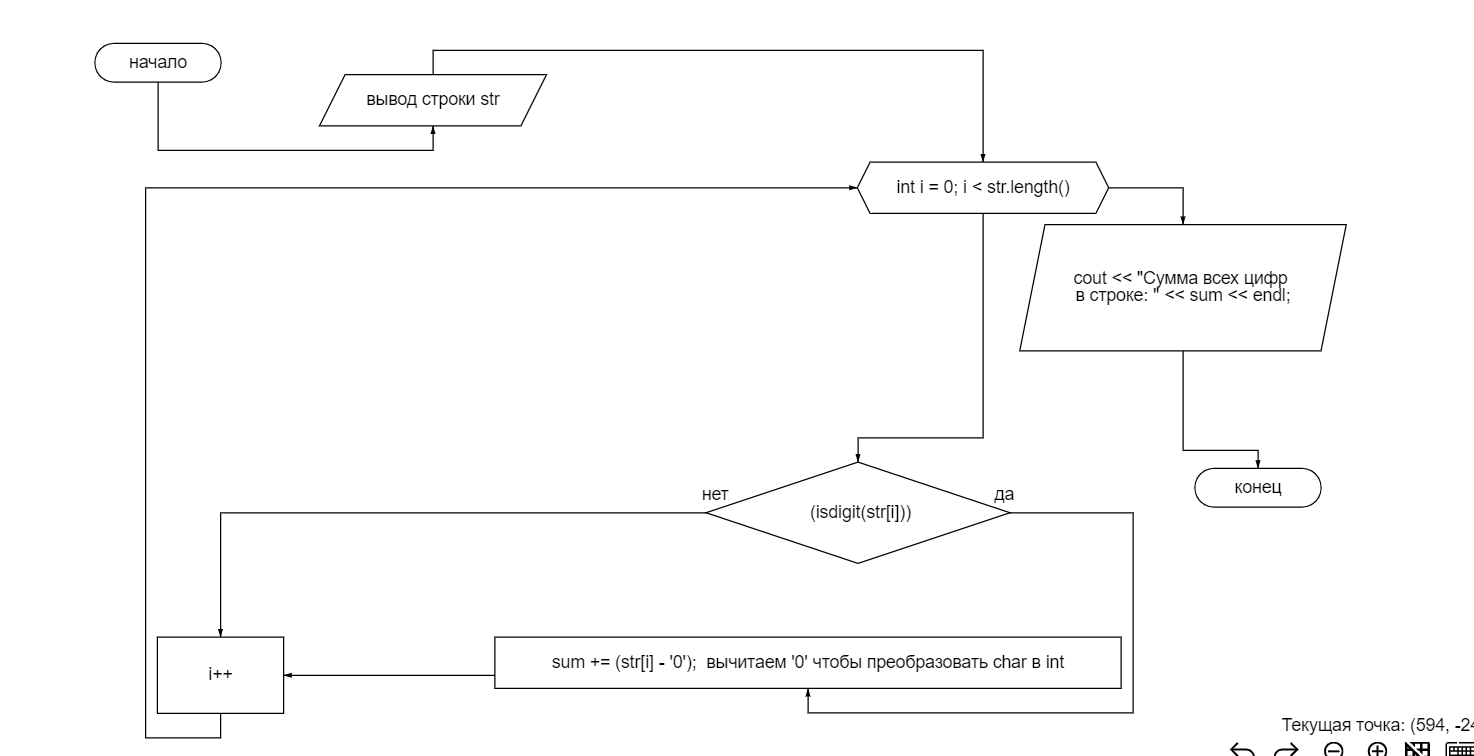 начало
вывод строки str
int i = 0; i < str.length()
cout << "Сумма всех цифр
в строке: " << sum << endl;
конец
нет
да
(isdigit(str[i]))
i++
sum += (str[i] - '0');  вычитаем '0' чтобы преобразовать char в int
Текущая точка: (594, -24